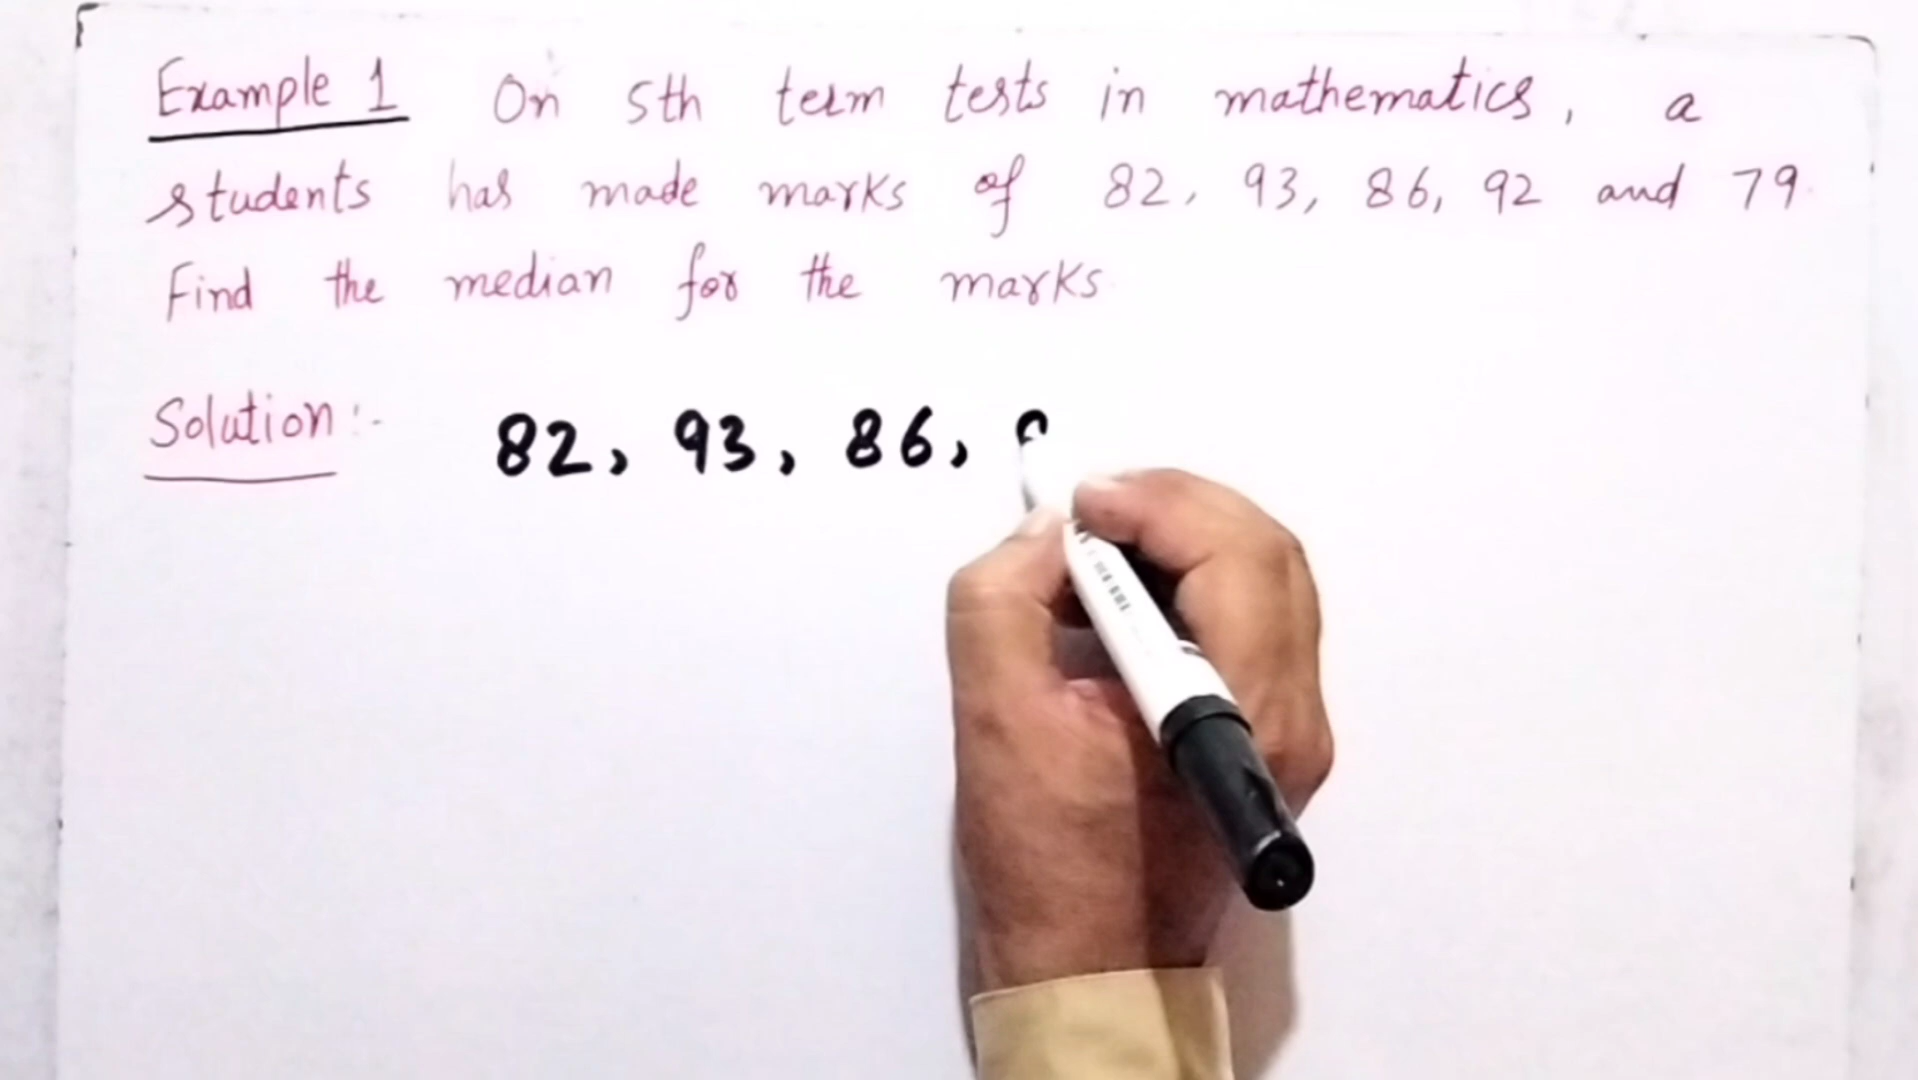 Example 1 On 5th term tests in mathematics, a
students has made marks of 82, 93, 86, 92 and 79.
Find the median for the marks.
Solution:- 82, 93, 86,